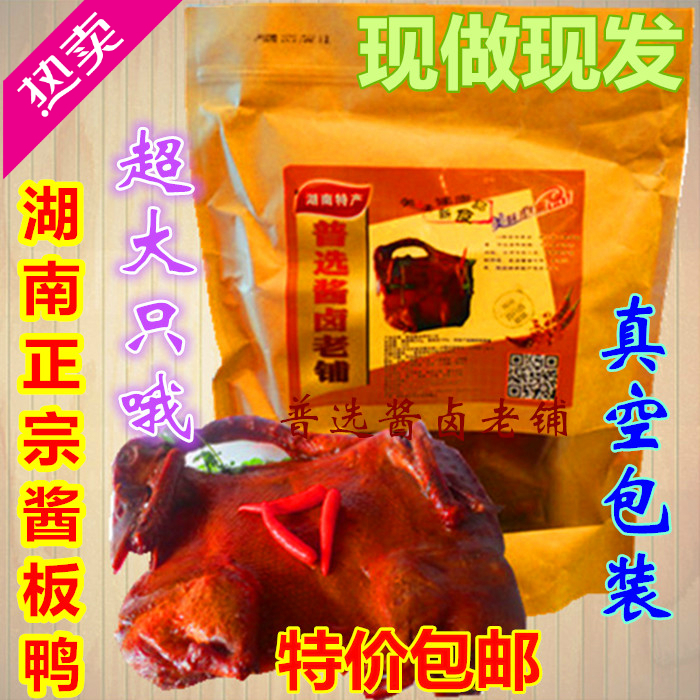 热卖
现做现发
超大只哦
湖南正宗酱板鸭
湖南特产
普选酱卤老铺
普选酱卤老铺
真空包装
特价包邮